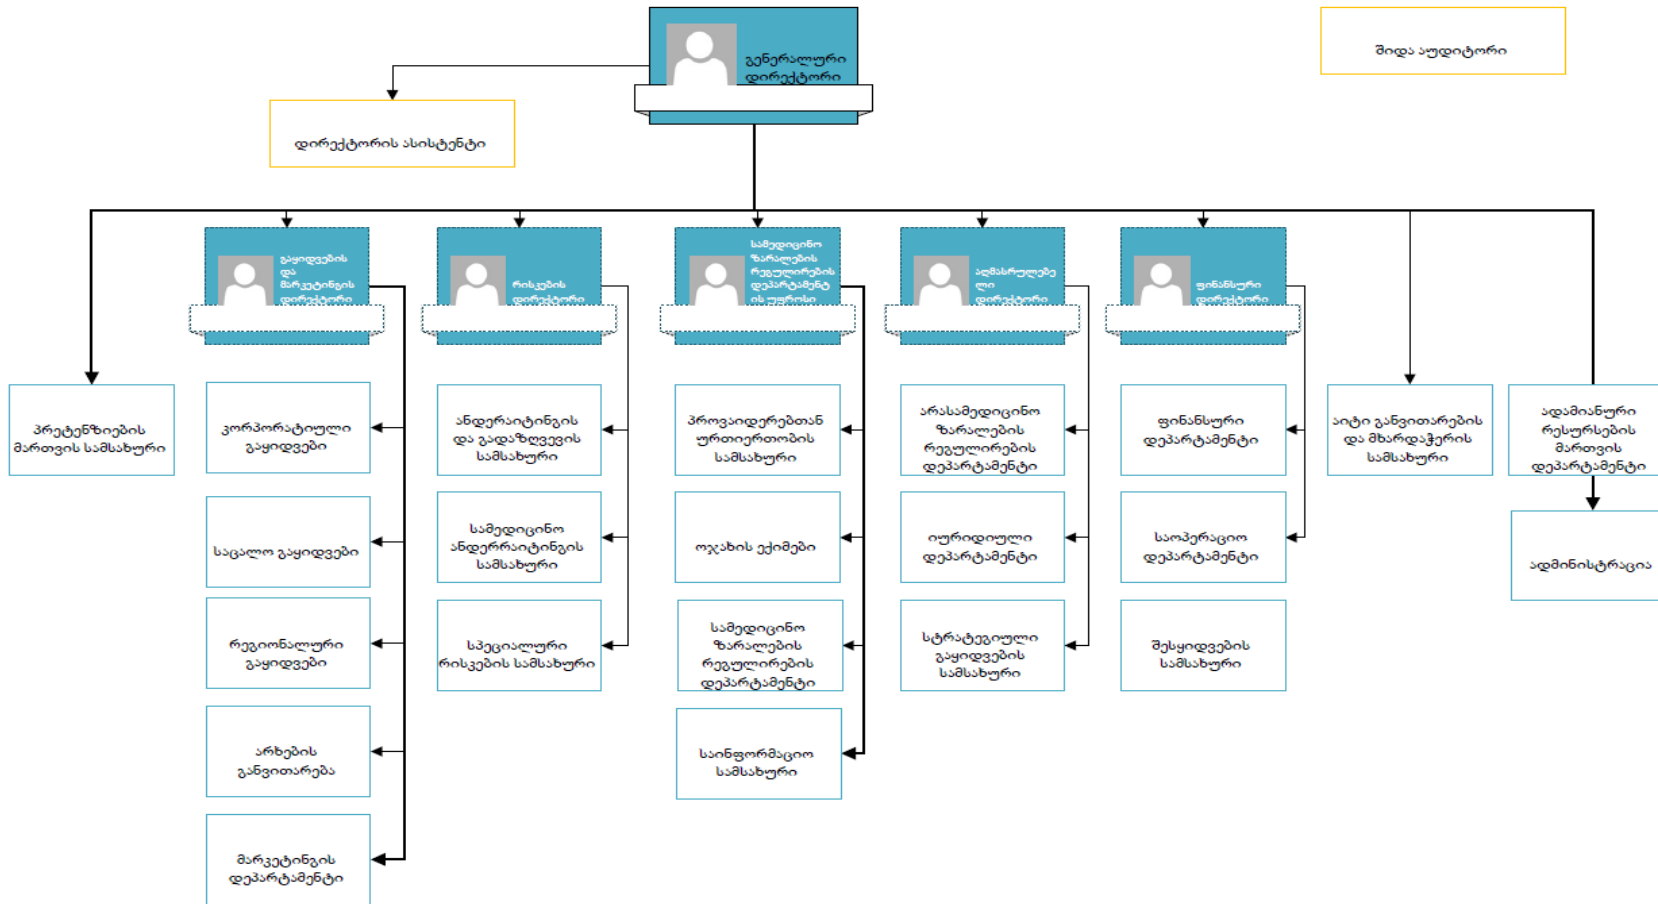 გენერალური
დირექტორი
შიდა აუდიტორი
დირექტორის ასისტენტი
გაყიდვების
და
მარკეტინგის
დირექტორი
რისკების
დირექტორი
სამედიცინო
ზარალების
რეგულირების
დეპარტამენტ
ის უფროსი
აღმასრულებე
ლი
დირექტორი
ფინანსური
დირექტორი
პრეტენზიების
მართვის სამსახური
კორპორატიული
გაყიდვები
საცალო გაყიდვები
რეგიონალური
გაყიდვები
არხების
განვითარება
მარკეტინგის
დეპარტამენტი
ანდერაიტინგის
და გადაზღვევის
სამსახური
სამედიცინო
ანდერრაიტინგის
სამსახური
სპეციალური
რისკების სამსახური
პროვაიდერებთან
ურთიერთობის
სამსახური
ოჯახის ექიმები
სამედიცინო
ზარალების
რეგულირების
დეპარტამენტი
საინფორმაციო
სამსახური
არასამედიცინო
ზარალების
რეგულირების
დეპარტამენტი
იურიდიული
დეპარტამენტი
სტრატეგიული
გაყიდვების
სამსახური
ფინანსური
დეპარტამენტი
საოპერაციო
დეპარტამენტი
შესყიდვების
სამსახური
აიტი განვითარების
და მხარდაჭერის
სამსახური
ადამიანური
რესურსების
მართვის
დეპარტამენტი
ადმინისტრაცია